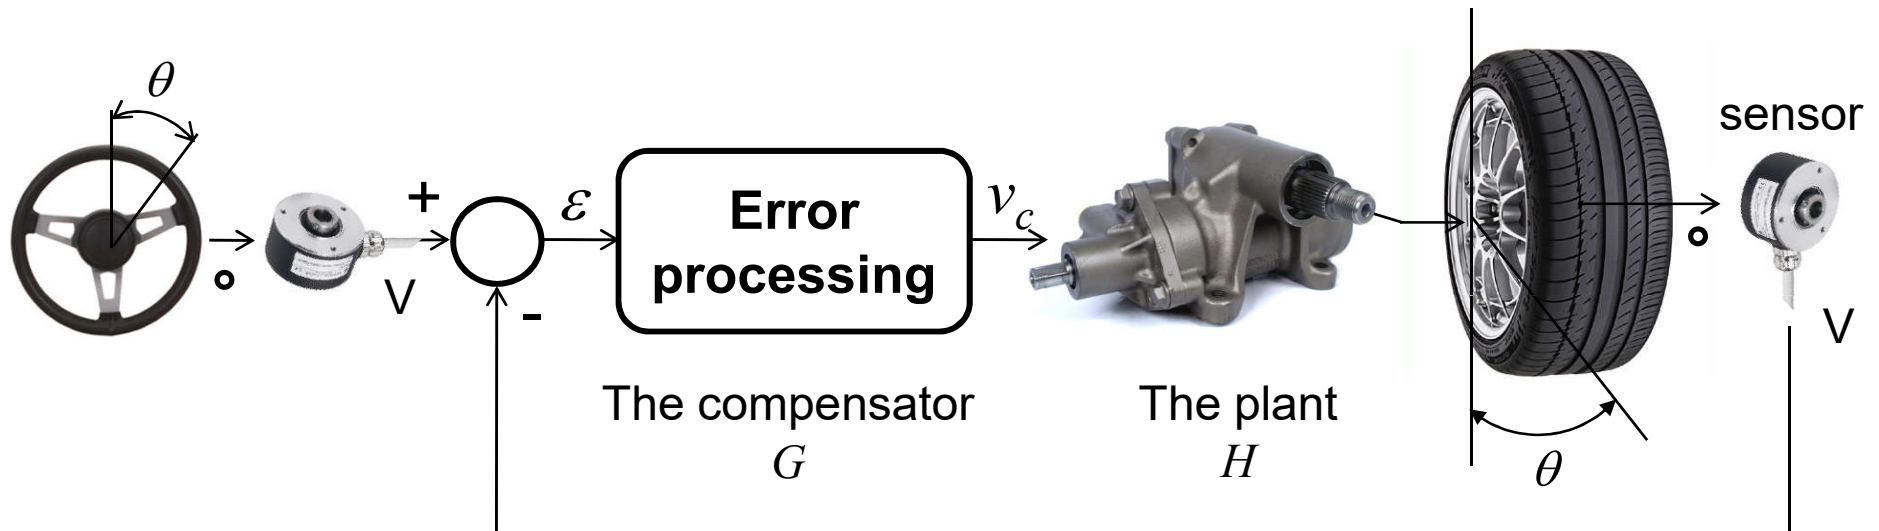 θ
°
V
+
-
ε
Error
processing
The compensator
G
v_c
The plant
H
θ
°
sensor
V